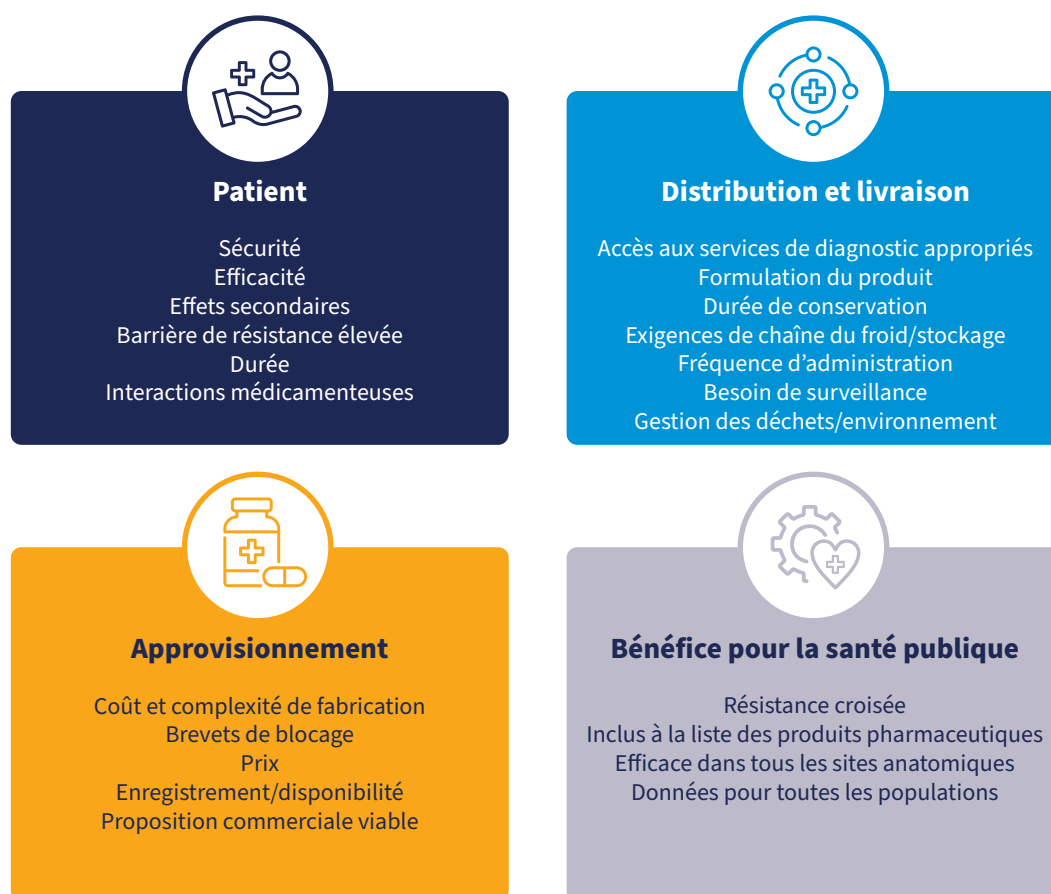 Patient
Sécurité
Efficacité
Effets secondaires
Barrière de résistance élevée
Durée
Interactions médicamenteuses
Distribution et livraison
Accès aux services de diagnostic appropriés
Formulation du produit
Durée de conservation
Exigences de chaîne du froid/stockage
Fréquence d’administration
Besoin de surveillance
Gestion des déchets/environnement
Approvisionnement
Coût et complexité de fabrication
Brevets de blocage
Prix
Enregistrement/disponibilité
Proposition commerciale viable
Bénéfice pour la santé publique
Résistance croisée
Inclus à la liste des produits pharmaceutiques
Efficace dans tous les sites anatomiques
Données pour toutes les populations